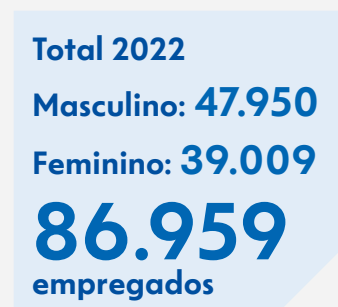 Total 2022
Masculino: 47.950
Feminino: 39.009
86.959
empregados